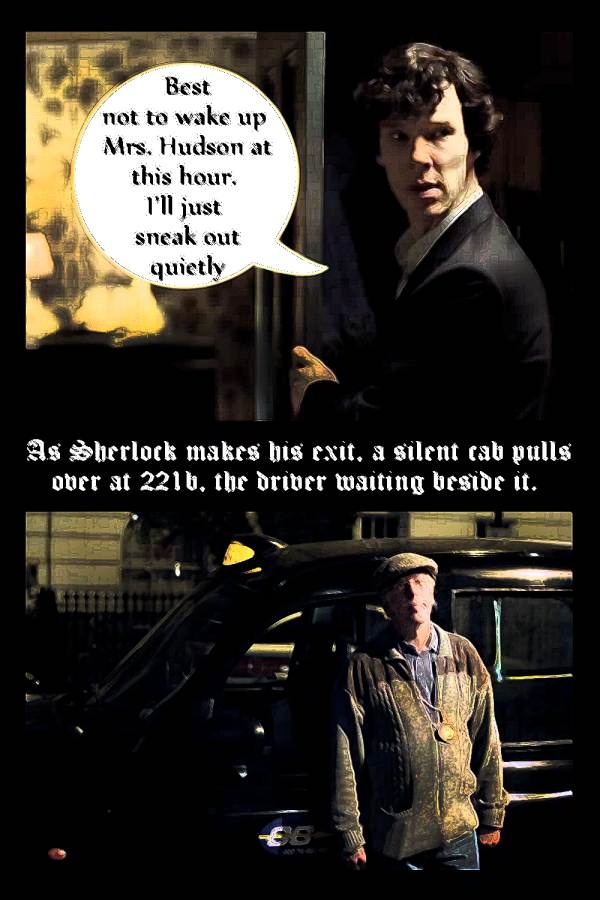 Best
not to wake up
Mrs. Hudson at
this hour.
I'll just
sneak out
quietly
As Sherlock makes his exit, a silent cab pulls
over at 221b, the driver waiting beside it.